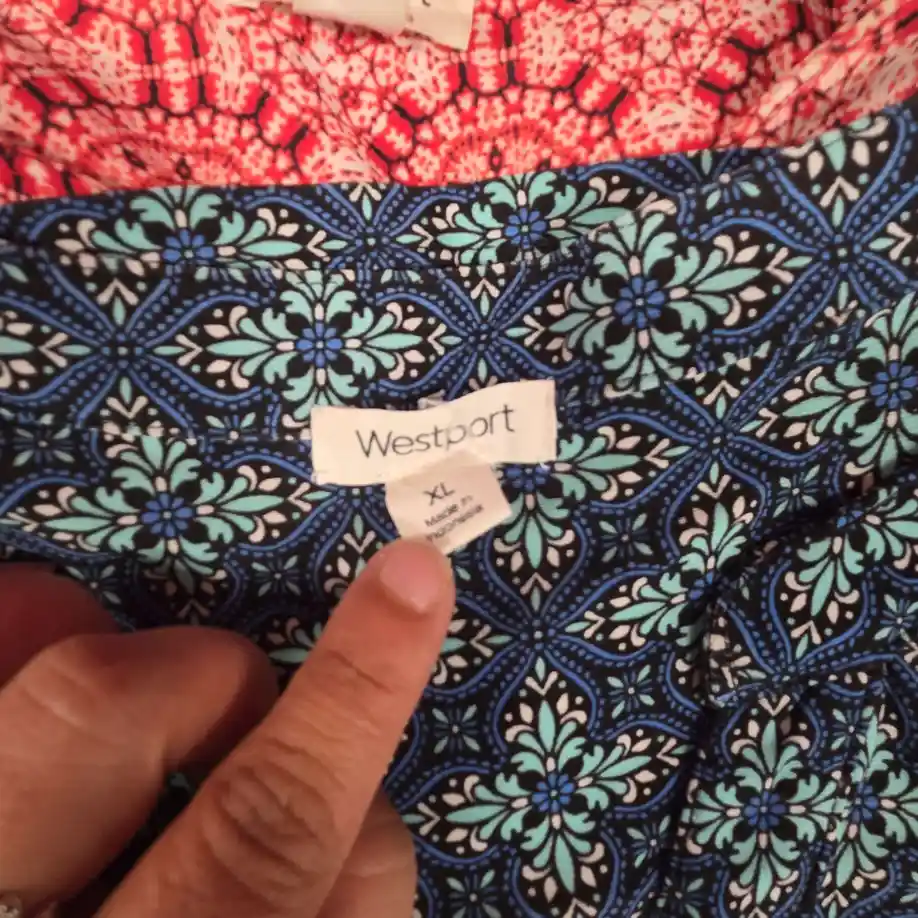 L
Westport
XL
Made in
Indonesia